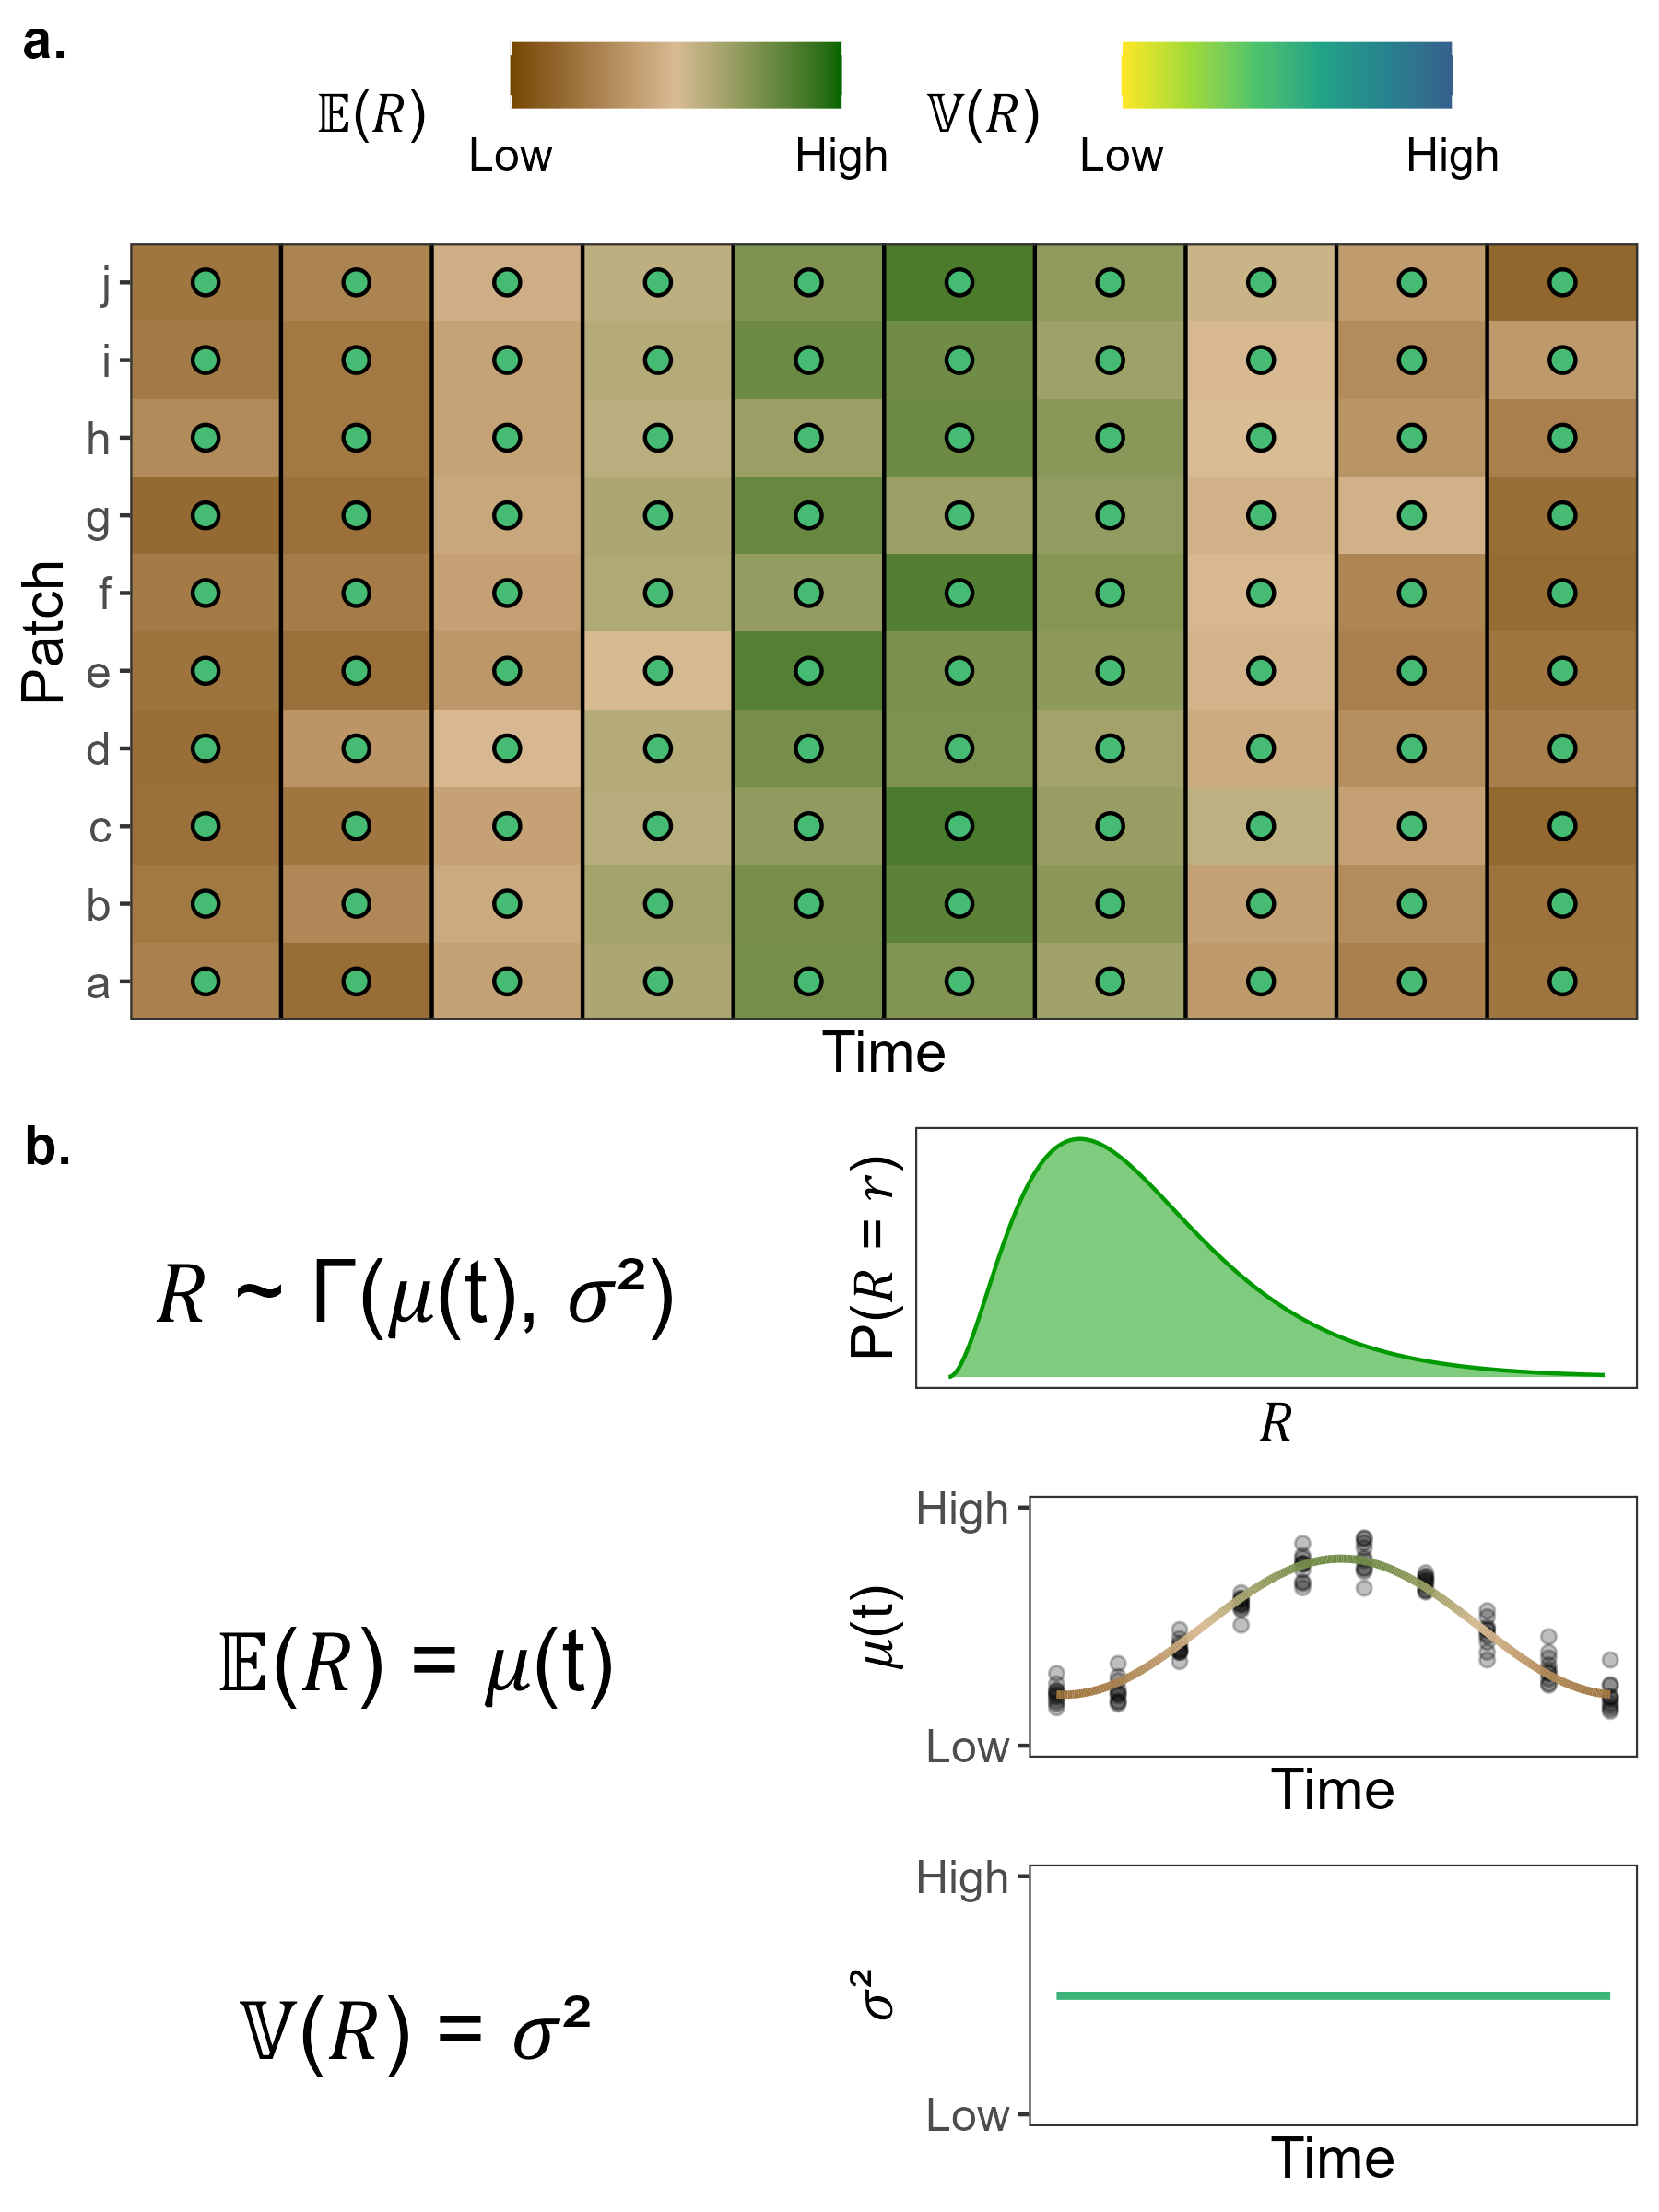 a.
𝔼(R)
Low High
𝕍(R)
Low High
Patch
j
i
h
g
f
e
d
c
b
a
Time
b.
R ~ Γ(μ(t), σ²)
P(R = r)
R
𝔼(R) = μ(t)
μ(t)
High
Low
Time
𝕍(R) = σ²
σ²
High
Low
Time